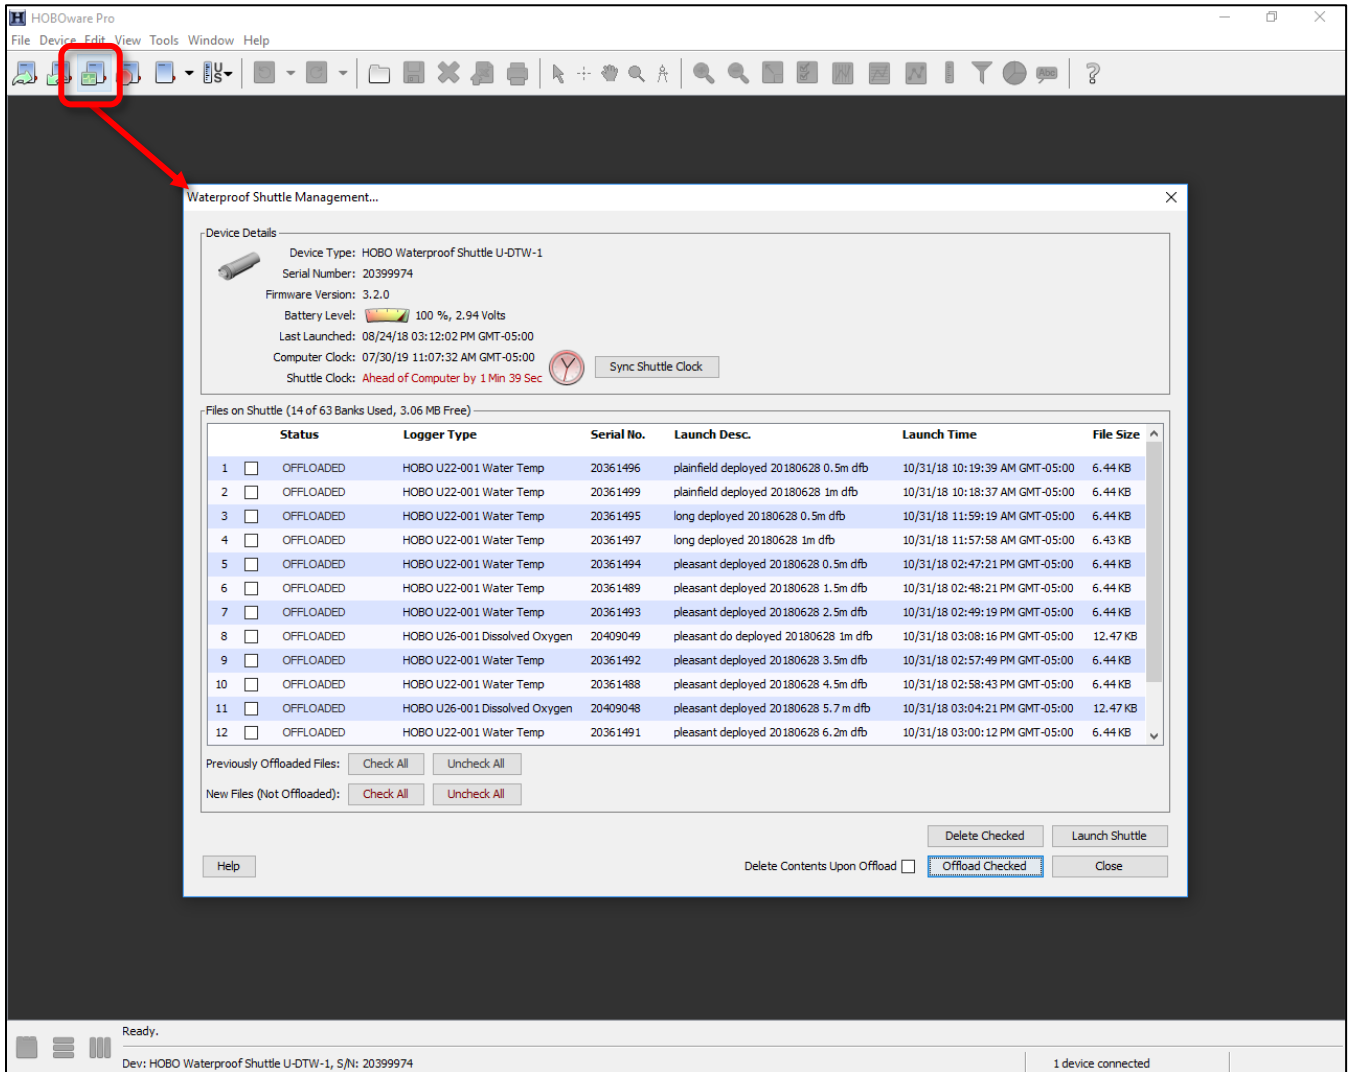 HOBOware Pro
File Device Edit View Tools Window Help
Waterproof Shuttle Management...
Device Details
Device Type: HOBO Waterproof Shuttle U-DTW-1
Serial Number: 20399974
Firmware Version: 3.2.0
Battery Level: 100 %, 2.94 Volts
Last Launched: 08/24/18 03:12:02 PM GMT-05:00
Computer Clock: 07/30/19 11:07:32 AM GMT-05:00
Shuttle Clock: Ahead of Computer by 1 Min 39 Sec
Sync Shuttle Clock
Files on Shuttle (14 of 63 Banks Used, 3.06 MB Free)
Status Logger Type Serial No. Launch Desc. Launch Time File Size
1 OFFLOADED HOBO U22-001 Water Temp 20361496 plainfield deployed 20180628 0.5m dfb 10/31/18 10:19:39 AM GMT-05:00 6.44 KB
2 OFFLOADED HOBO U22-001 Water Temp 20361499 plainfield deployed 20180628 1m dfb 10/31/18 10:18:37 AM GMT-05:00 6.44 KB
3 OFFLOADED HOBO U22-001 Water Temp 20361495 long deployed 20180628 0.5m dfb 10/31/18 11:59:19 AM GMT-05:00 6.44 KB
4 OFFLOADED HOBO U22-001 Water Temp 20361497 long deployed 20180628 1m dfb 10/31/18 11:57:58 AM GMT-05:00 6.43 KB
5 OFFLOADED HOBO U22-001 Water Temp 20361494 pleasant deployed 20180628 0.5m dfb 10/31/18 02:47:21 PM GMT-05:00 6.44 KB
6 OFFLOADED HOBO U22-001 Water Temp 20361489 pleasant deployed 20180628 1.5m dfb 10/31/18 02:48:21 PM GMT-05:00 6.44 KB
7 OFFLOADED HOBO U22-001 Water Temp 20361493 pleasant deployed 20180628 2.5m dfb 10/31/18 02:49:19 PM GMT-05:00 6.44 KB
8 OFFLOADED HOBO U26-001 Dissolved Oxygen 20409049 pleasant do deployed 20180628 1m dfb 10/31/18 03:08:16 PM GMT-05:00 12.47 KB
9 OFFLOADED HOBO U22-001 Water Temp 20361492 pleasant deployed 20180628 3.5m dfb 10/31/18 02:57:49 PM GMT-05:00 6.44 KB
10 OFFLOADED HOBO U22-001 Water Temp 20361488 pleasant deployed 20180628 4.5m dfb 10/31/18 02:58:43 PM GMT-05:00 6.44 KB
11 OFFLOADED HOBO U26-001 Dissolved Oxygen 20409048 pleasant deployed 20180628 5.7 m dfb 10/31/18 03:04:21 PM GMT-05:00 12.47 KB
12 OFFLOADED HOBO U22-001 Water Temp 20361491 pleasant deployed 20180628 6.2m dfb 10/31/18 03:00:12 PM GMT-05:00 6.44 KB
Previously Offloaded Files: Check All Uncheck All
New Files (Not Offloaded): Check All Uncheck All
Delete Checked Launch Shuttle
Help Delete Contents Upon Offload Offload Checked Close
Ready.
Dev: HOBO Waterproof Shuttle U-DTW-1, S/N: 20399974 1 device connected